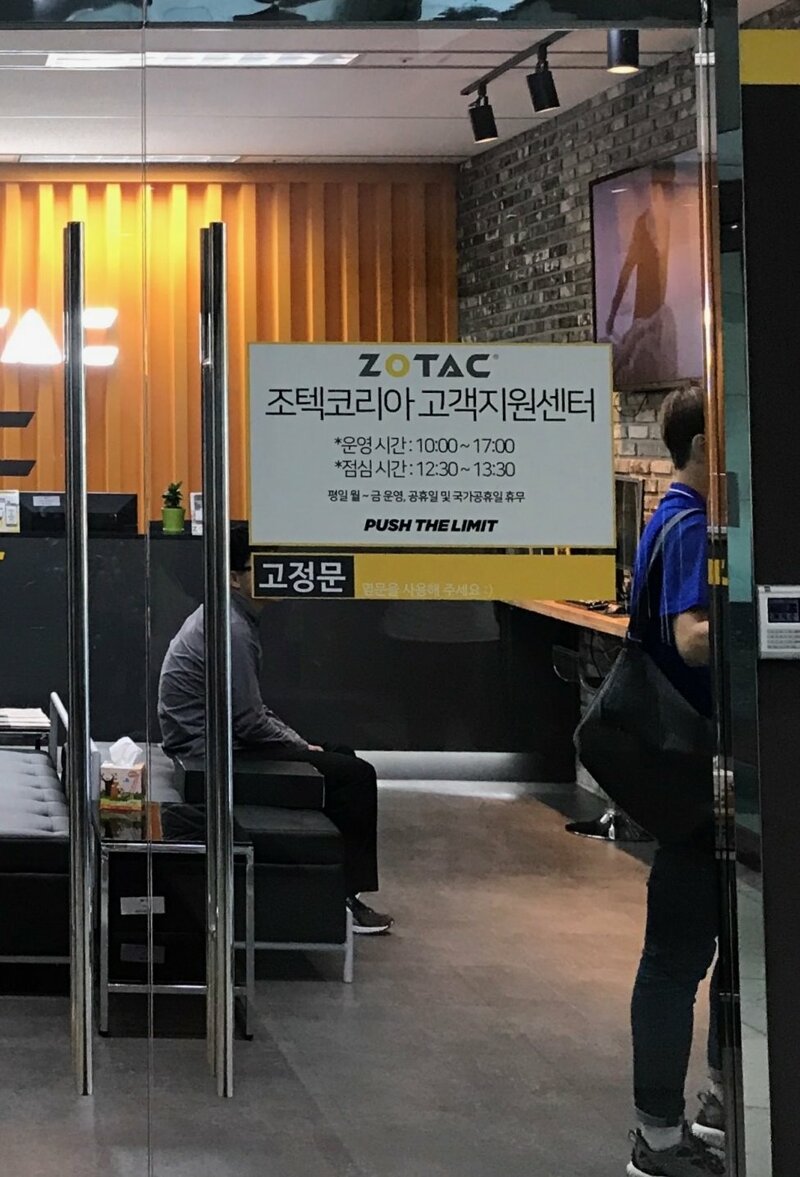 TAC
ZOTAC
조텍코리아 고객지원센터
*운영시간 : 10:00 ~ 17:00
*점심시간 : 12:30 ~ 13:30
평일 월 ~ 금 운영, 공휴일 및 국가공휴일 휴무
PUSH THE LIMIT
고정문
옆문을 사용해 주세요 :)